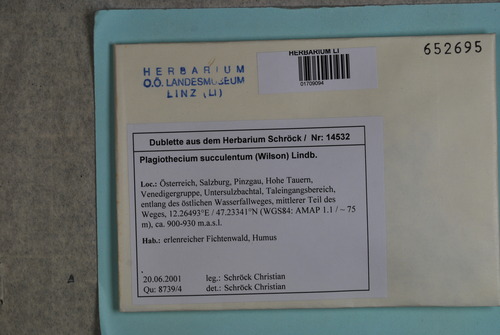 HERBARIUM
O.Ö. LANDESMUSEUM
LINZ (LI)
HERBARIUM LI
01709094
652695
Dublette aus dem Herbarium Schröck / Nr: 14532
Plagiothecium succulentum (Wilson) Lindb.
Loc.: Österreich, Salzburg, Pinzgau, Hohe Tauern,
Venedigergruppe, Untersulzbachtal, Taleingangsbereich,
entlang des östlichen Wasserfallweges, mittlerer Teil des
Weges, 12.26493°E / 47.23341°N (WGS84: AMAP 1.1 / ~ 75
m), ca. 900-930 m.a.s.l.
Hab.: erlenreicher Fichtenwald, Humus
20.06.2001 leg.: Schröck Christian
Qu: 8739/4 det.: Schröck Christian